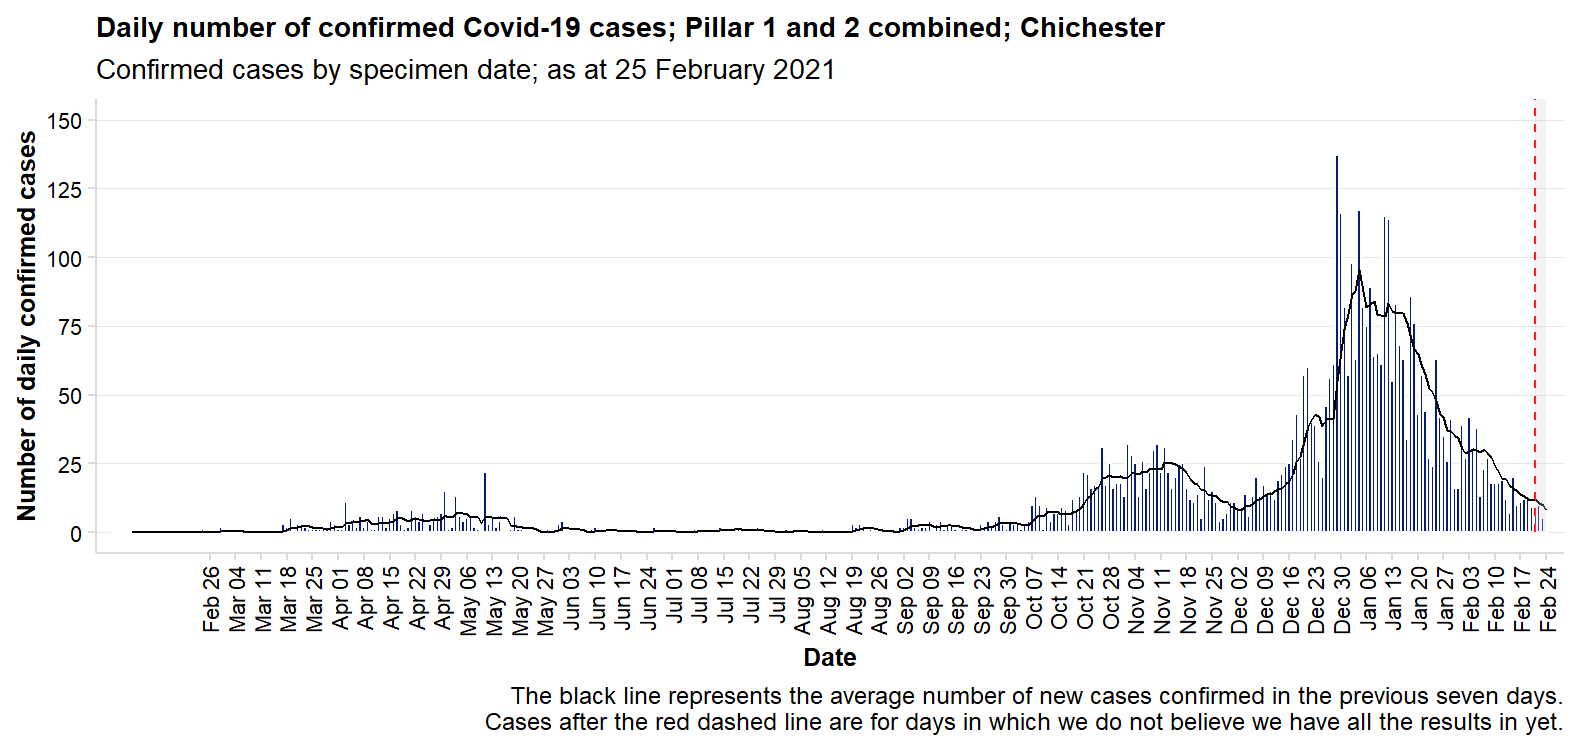 Daily number of confirmed Covid-19 cases; Pillar 1 and 2 combined; Chichester
Confirmed cases by specimen date; as at 25 February 2021
Number of daily confirmed cases
150
125
100
75
50
25
0
Feb 26
Mar 04
Mar 11
Mar 18
Mar 25
Apr 01
Apr 08
Apr 15
Apr 22
Apr 29
May 06
May 13
May 20
May 27
Jun 03
Jun 10
Jun 17
Jun 24
Jul 01
Jul 08
Jul 15
Jul 22
Jul 29
Aug 05
Aug 12
Aug 19
Aug 26
Sep 02
Sep 09
Sep 16
Sep 23
Sep 30
Oct 07
Oct 14
Oct 21
Oct 28
Nov 04
Nov 11
Nov 18
Nov 25
Dec 02
Dec 09
Dec 16
Dec 23
Dec 30
Jan 06
Jan 13
Jan 20
Jan 27
Feb 03
Feb 10
Feb 17
Feb 24
Date
The black line represents the average number of new cases confirmed in the previous seven days.
Cases after the red dashed line are for days in which we do not believe we have all the results in yet.